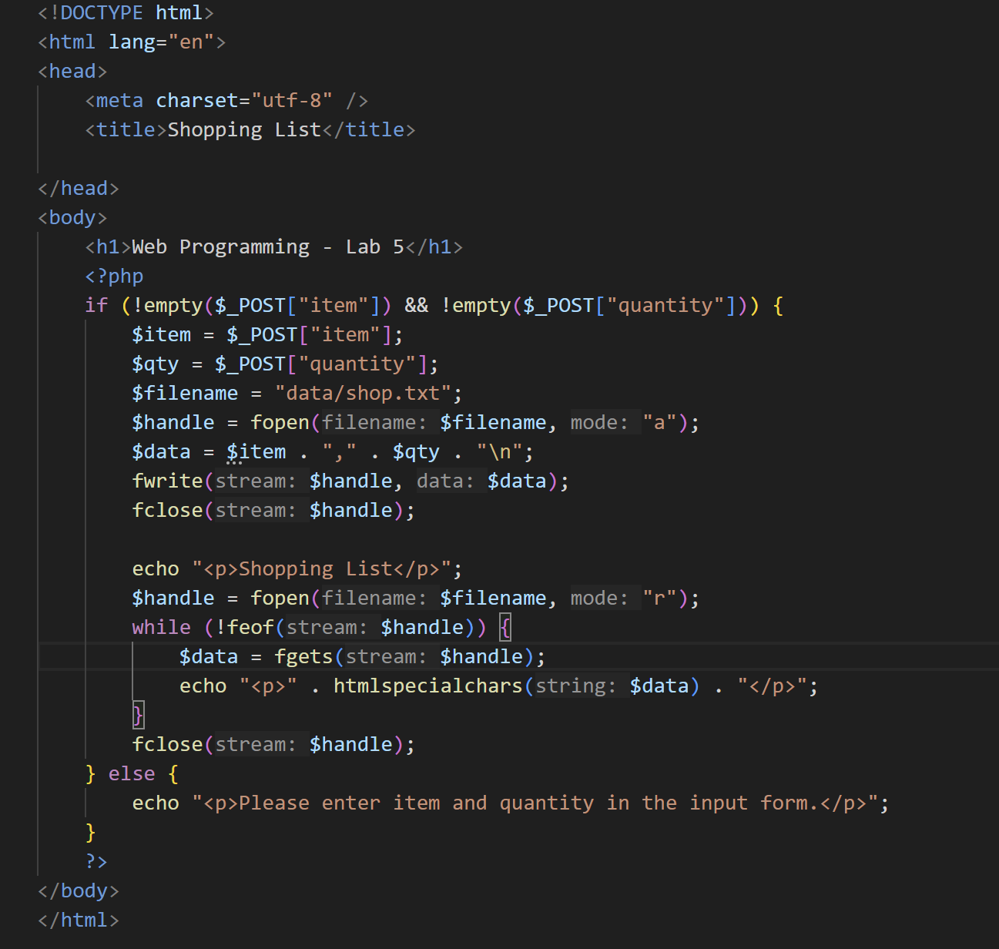 <!DOCTYPE html>
<html lang="en">
<head>
    <meta charset="utf-8" />
    <title>Shopping List</title>

</head>
<body>
    <h1>Web Programming - Lab 5</h1>
    <?php
    if (!empty($_POST["item"]) && !empty($_POST["quantity"])) {
        $item = $_POST["item"];
        $qty = $_POST["quantity"];
        $filename = "data/shop.txt";
        $handle = fopen(filename: $filename, mode: "a");
        $data = $item . "," . $qty . "\n";
        fwrite(stream: $handle, data: $data);
        fclose(stream: $handle);

        echo "<p>Shopping List</p>";
        $handle = fopen(filename: $filename, mode: "r");
        while (!feof(stream: $handle)) {
            $data = fgets(stream: $handle);
            echo "<p>" . htmlspecialchars(string: $data) . "</p>";
        }
        fclose(stream: $handle);
    } else {
        echo "<p>Please enter item and quantity in the input form.</p>";
    }
    ?>
</body>
</html>